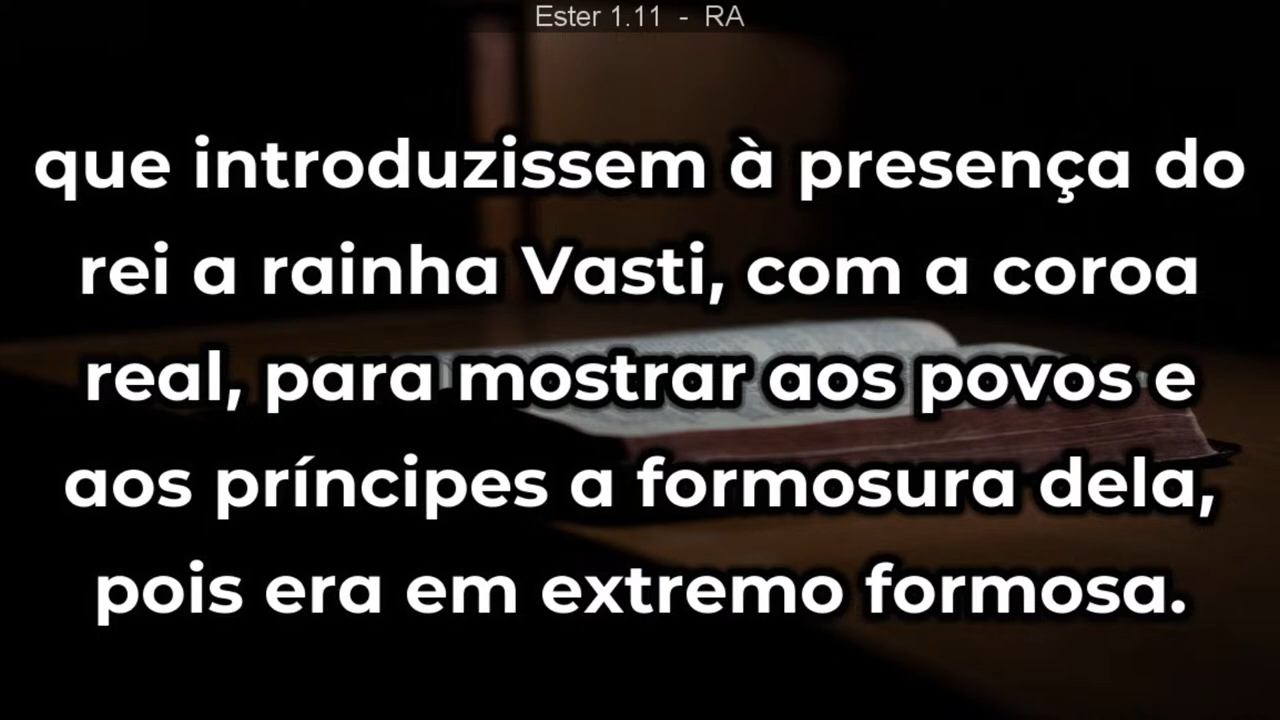 Ester 1.11 - RA
que introduzissem à presença do
rei a rainha Vasti, com a coroa
real, para mostrar aos povos e
aos príncipes a formosura dela,
pois era em extremo formosa.